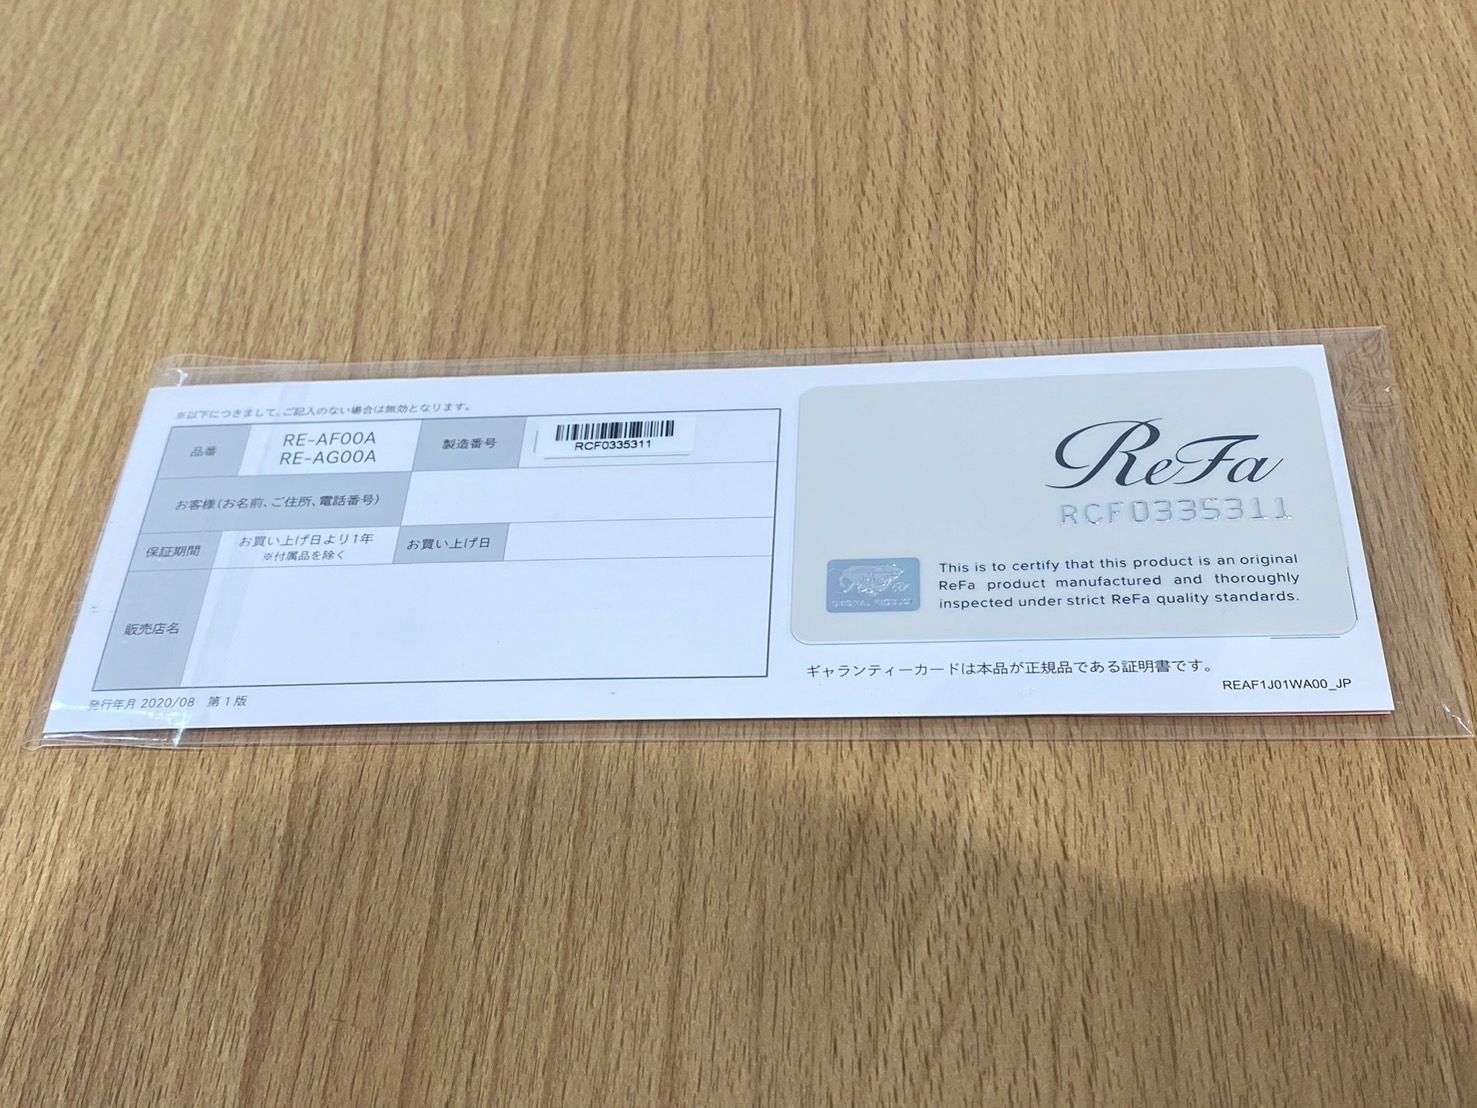 ※以下につきまして、ご記入のない場合は無効となります。
品番
RE-AF00A
RE-AG00A
製造番号
RCF0335311
お客様(お名前、ご住所、電話番号)
保証期間
お買い上げ日より1年
※付属品を除く
お買い上げ日
販売店名
発行年月 2020/08 第1版
ReFa
RCF0335311
ReFa
ORIGINAL PRODUCT
This is to certify that this product is an original
ReFa product manufactured and thoroughly
inspected under strict ReFa quality standards.
ギャランティーカードは本品が正規品である証明書です。
REAF1J01WA00_JP